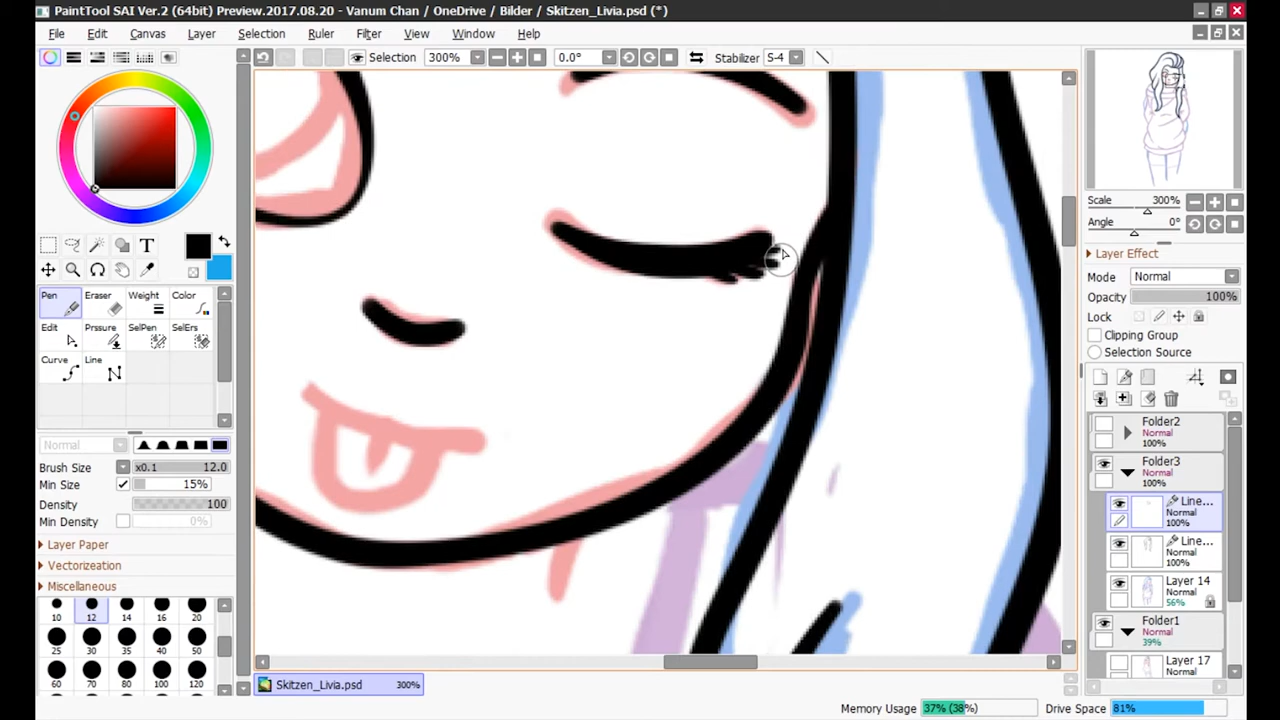 PaintTool SAI Ver.2 (64bit) Preview.2017.08.20 - Vanum Chan / OneDrive / Bilder / Skitzen_Livia.psd (*)
File Edit Canvas Layer Selection Ruler Filter View Window Help
Selection 300% 0.0° Stabilizer S-4
T
Pen Eraser Weight Color
Edit Prssure SelPen SelErs
Curve Line
Normal
Brush Size x0.1 12.0
Min Size 15%
Density 100
Min Density 0%
Layer Paper
Vectorization
Miscellaneous
10 12 14 16 20
25 30 35 40 50
60 70 80 100 120
Scale 300%
Angle 0°
Layer Effect
Mode Normal
Opacity 100%
Lock
Clipping Group
Selection Source
Folder2
Normal
100%
Folder3
Normal
100%
Line...
Normal
100%
Line...
Normal
100%
Layer 14
Normal
56%
Folder1
Normal
39%
Layer 17
Normal
Skitzen_Livia.psd 300%
Memory Usage 37% (38%) Drive Space 81%